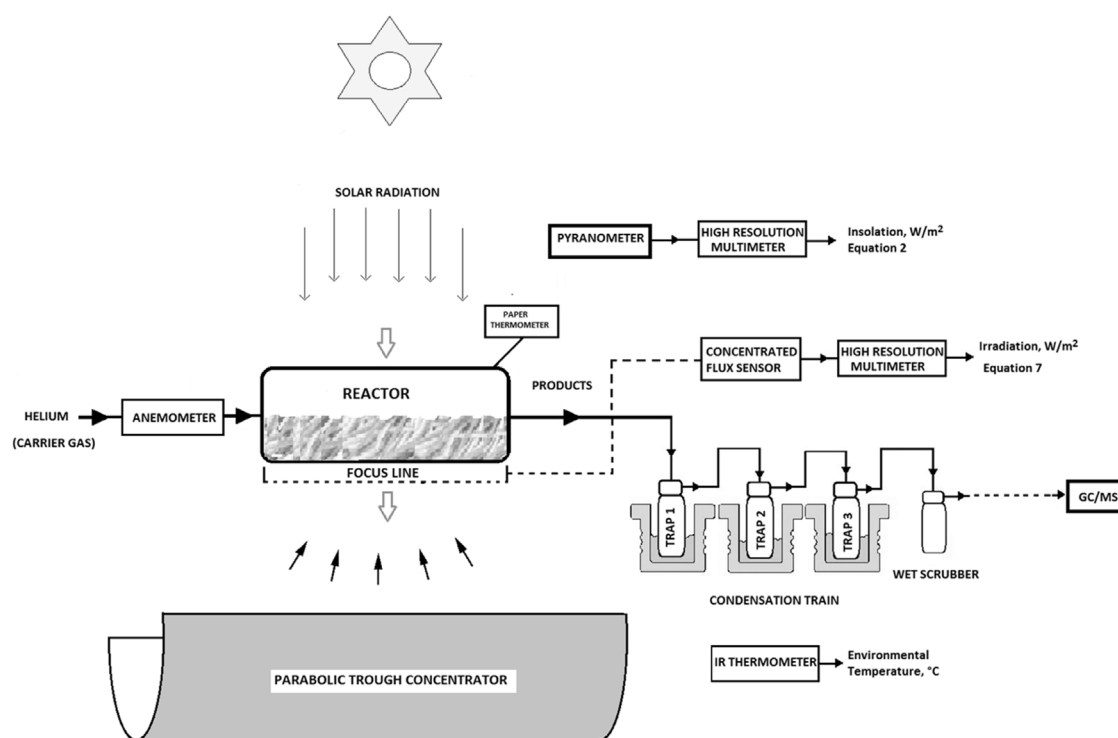 SOLAR RADIATION
PYRANOMETER
HIGH RESOLUTION
MULTIMETER
Insolation, W/m²
Equation 2
PAPER
THERMOMETER
CONCENTRATED
FLUX SENSOR
HIGH RESOLUTION
MULTIMETER
Irradiation, W/m²
Equation 7
HELIUM
(CARRIER GAS)
ANEMOMETER
REACTOR
PRODUCTS
FOCUS LINE
TRAP 1
TRAP 2
TRAP 3
GC/MS
WET SCRUBBER
CONDENSATION TRAIN
IR THERMOMETER
Environmental
Temperature, °C
PARABOLIC TROUGH CONCENTRATOR